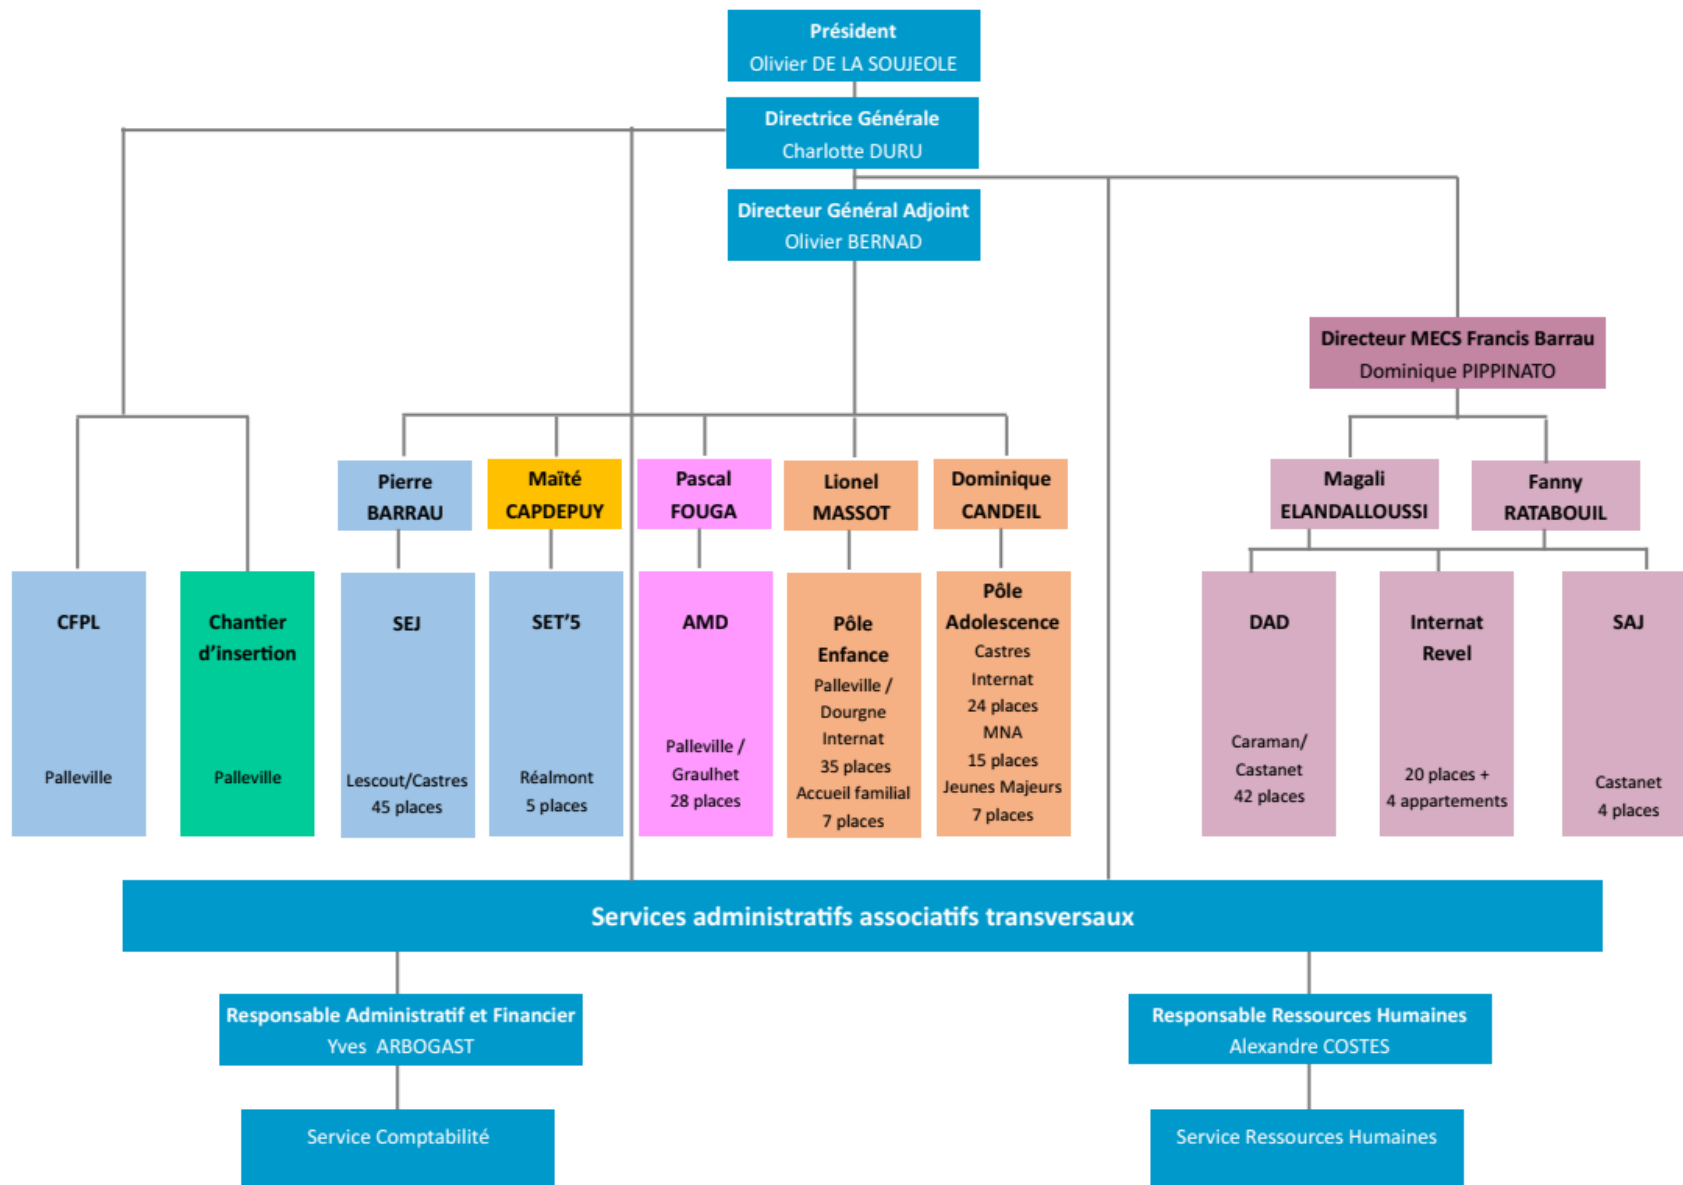 Président
Olivier DE LA SOUJEOLE
Directrice Générale
Charlotte DURU
Directeur Général Adjoint
Olivier BERNAD
Directeur MECS Francis Barrau
Dominique PIPPINATO
Pierre
BARRAU
Maïté
CAPDEPUY
Pascal
FOUGA
Lionel
MASSOT
Dominique
CANDEIL
Magali
ELANDALLOUSSI
Fanny
RATABOUIL
CFPL
Palleville
Chantier
d'insertion
Palleville
SEJ
Lescout/Castres
45 places
SET'5
Réalmont
5 places
AMD
Palleville /
Graulhet
28 places
Pôle
Enfance
Palleville /
Dourgne
Internat
35 places
Accueil familial
7 places
Pôle
Adolescence
Castres
Internat
24 places
MNA
15 places
Jeunes Majeurs
7 places
DAD
Caraman/
Castanet
42 places
Internat
Revel
20 places +
4 appartements
SAJ
Castanet
4 places
Services administratifs associatifs transversaux
Responsable Administratif et Financier
Yves ARBOGAST
Responsable Ressources Humaines
Alexandre COSTES
Service Comptabilité
Service Ressources Humaines